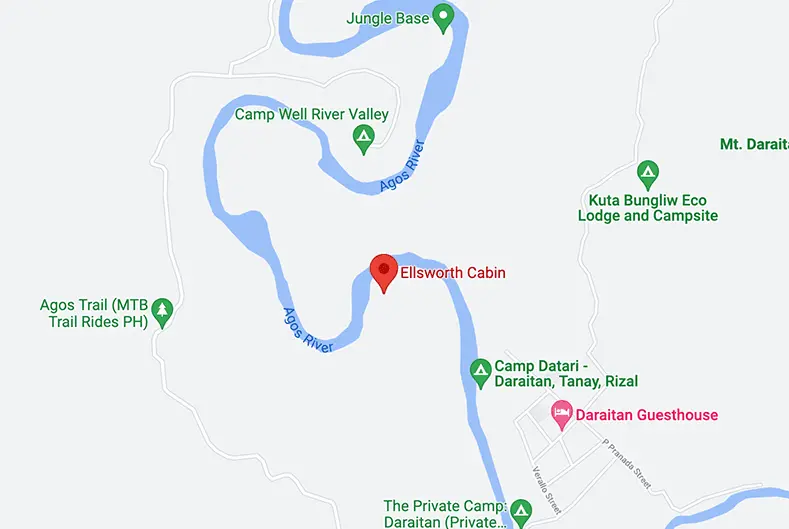 Jungle Base
Camp Well River Valley
Agos River
Mt. Darait
Kuta Bungliw Eco
Lodge and Campsite
Ellsworth Cabin
Agos Trail (MTB
Trail Rides PH)
Agos River
Camp Datari -
Daraitan, Tanay, Rizal
Daraitan Guesthouse
P Pranada Street
Verallo Street
The Private Camp:
Daraitan (Private...